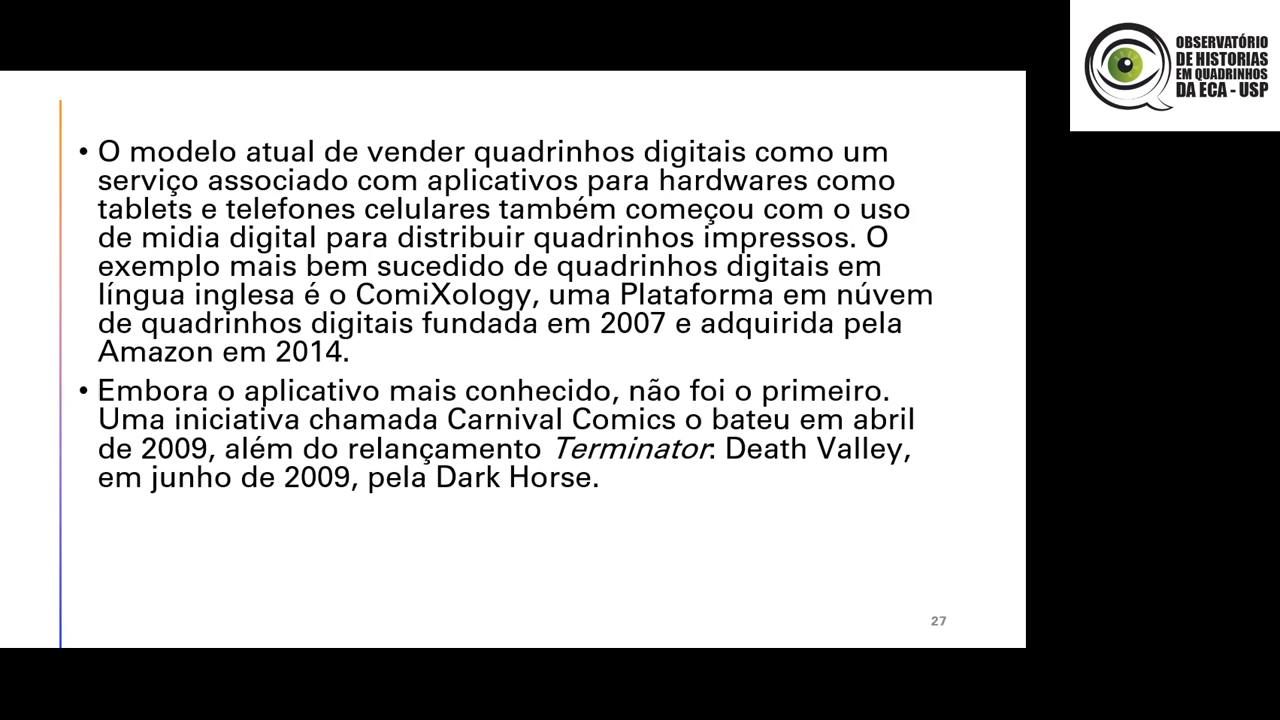 OBSERVATÓRIO
DE HISTORIAS
EM QUADRINHOS
DA ECA - USP
• O modelo atual de vender quadrinhos digitais como um
serviço associado com aplicativos para hardwares como
tablets e telefones celulares também começou com o uso
de midia digital para distribuir quadrinhos impressos. O
exemplo mais bem sucedido de quadrinhos digitais em
língua inglesa é o ComiXology, uma Plataforma em núvem
de quadrinhos digitais fundada em 2007 e adquirida pela
Amazon em 2014.
• Embora o aplicativo mais conhecido, não foi o primeiro.
Uma iniciativa chamada Carnival Comics o bateu em abril
de 2009, além do relançamento Terminator: Death Valley,
em junho de 2009, pela Dark Horse.
27